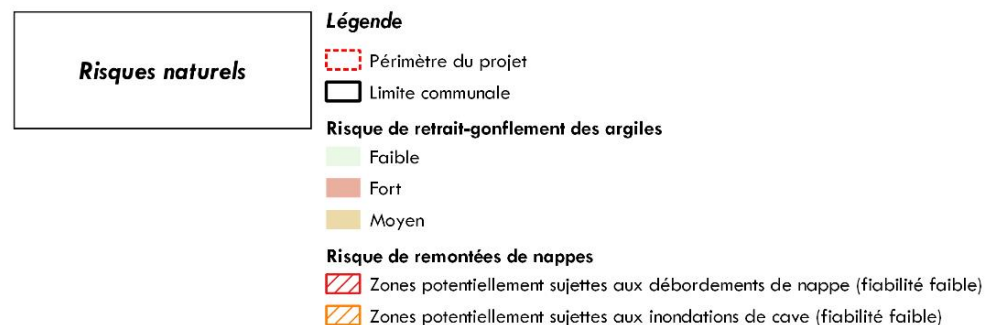 Risques naturels
Légende
Périmètre du projet
Limite communale
Risque de retrait-gonflement des argiles
Faible
Fort
Moyen
Risque de remontées de nappes
Zones potentiellement sujettes aux débordements de nappe (fiabilité faible)
Zones potentiellement sujettes aux inondations de cave (fiabilité faible)